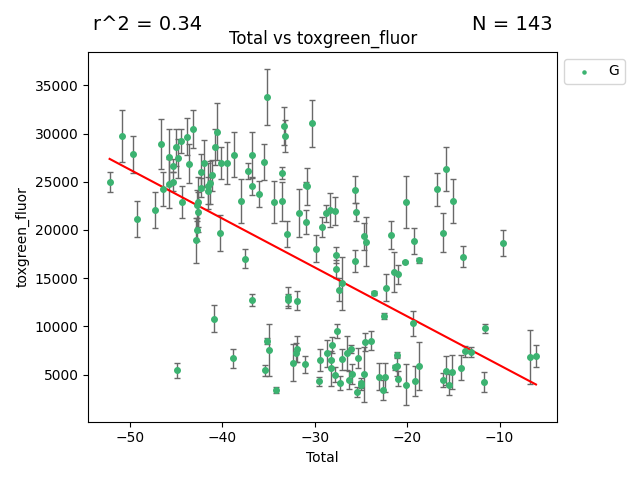 r^2 = 0.34
N = 143
Total vs toxgreen_fluor
G
35000
30000
25000
20000
15000
10000
5000
toxgreen_fluor
−50
−40
−30
−20
−10
Total